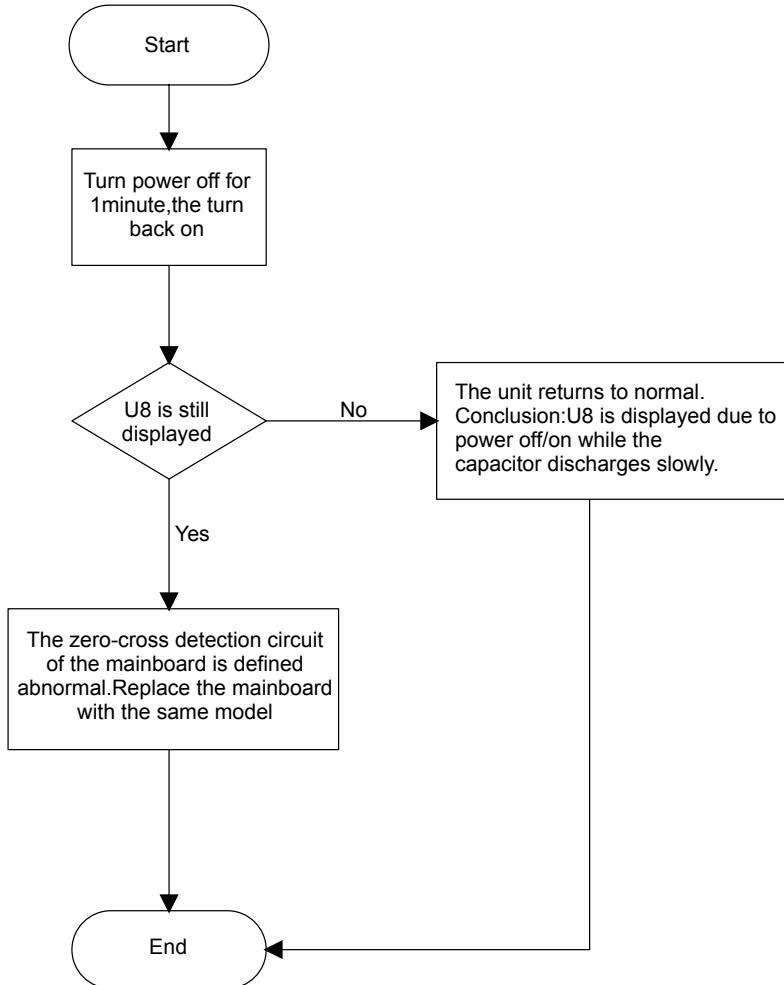 Start
Turn power off for
1minute,the turn
back on
U8 is still
displayed
No
The unit returns to normal.
Conclusion:U8 is displayed due to
power off/on while the
capacitor discharges slowly.
Yes
The zero-cross detection circuit
of the mainboard is defined
abnormal.Replace the mainboard
with the same model
End